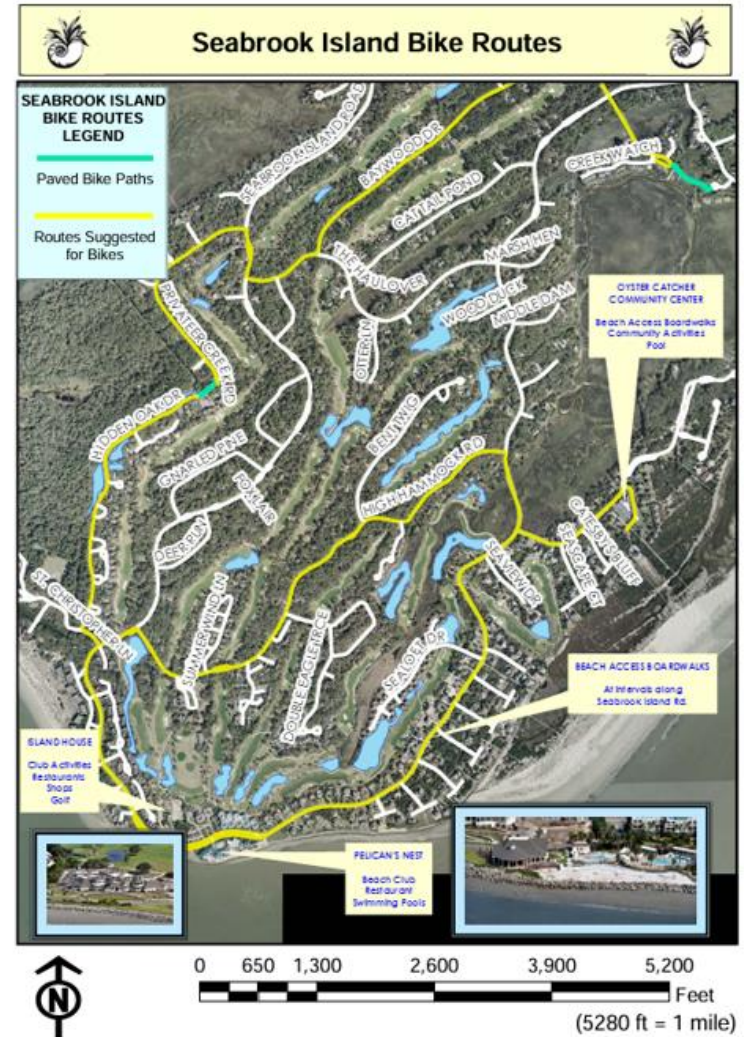 Seabrook Island Bike Routes
SEABROOK ISLAND
BIKE ROUTES
LEGEND
Paved Bike Paths
Routes Suggested
for Bikes
SEABROOK ISLAND ROAD
BAYWOOD DR
CREEK WATCH
CATTAIL POND
MARSH HEN
THE HAULOVER
WOOD DUCK
MIDDLE DAM
OYSTER CATCHER
COMMUNITY CENTER
Beach Access Boardwalks
Community Activities
Pool
PRIVATEER CREEK RD
OTTER LN
HIDDEN OAK DR
BENT TWIG
GNARLED PINE
FOX LAIR
HIGH HAMMOCK RD
DEER RUN
CATESBYS BLUFF
SEASCAPE CT
SEAVIEW DR
ST. CHRISTOPHER LN
SUMMER WIND LN
DOUBLE EAGLE TRCE
SEALOFT DR
BEACH ACCESS BOARDWALKS
At intervals along
Seabrook Island Rd.
ISLAND HOUSE
Club Activities
Restaurants
Shops
Golf
PELICAN'S NEST
Beach Club
Restaurant
Swimming Pools
N
0 650 1,300 2,600 3,900 5,200
Feet
(5280 ft = 1 mile)